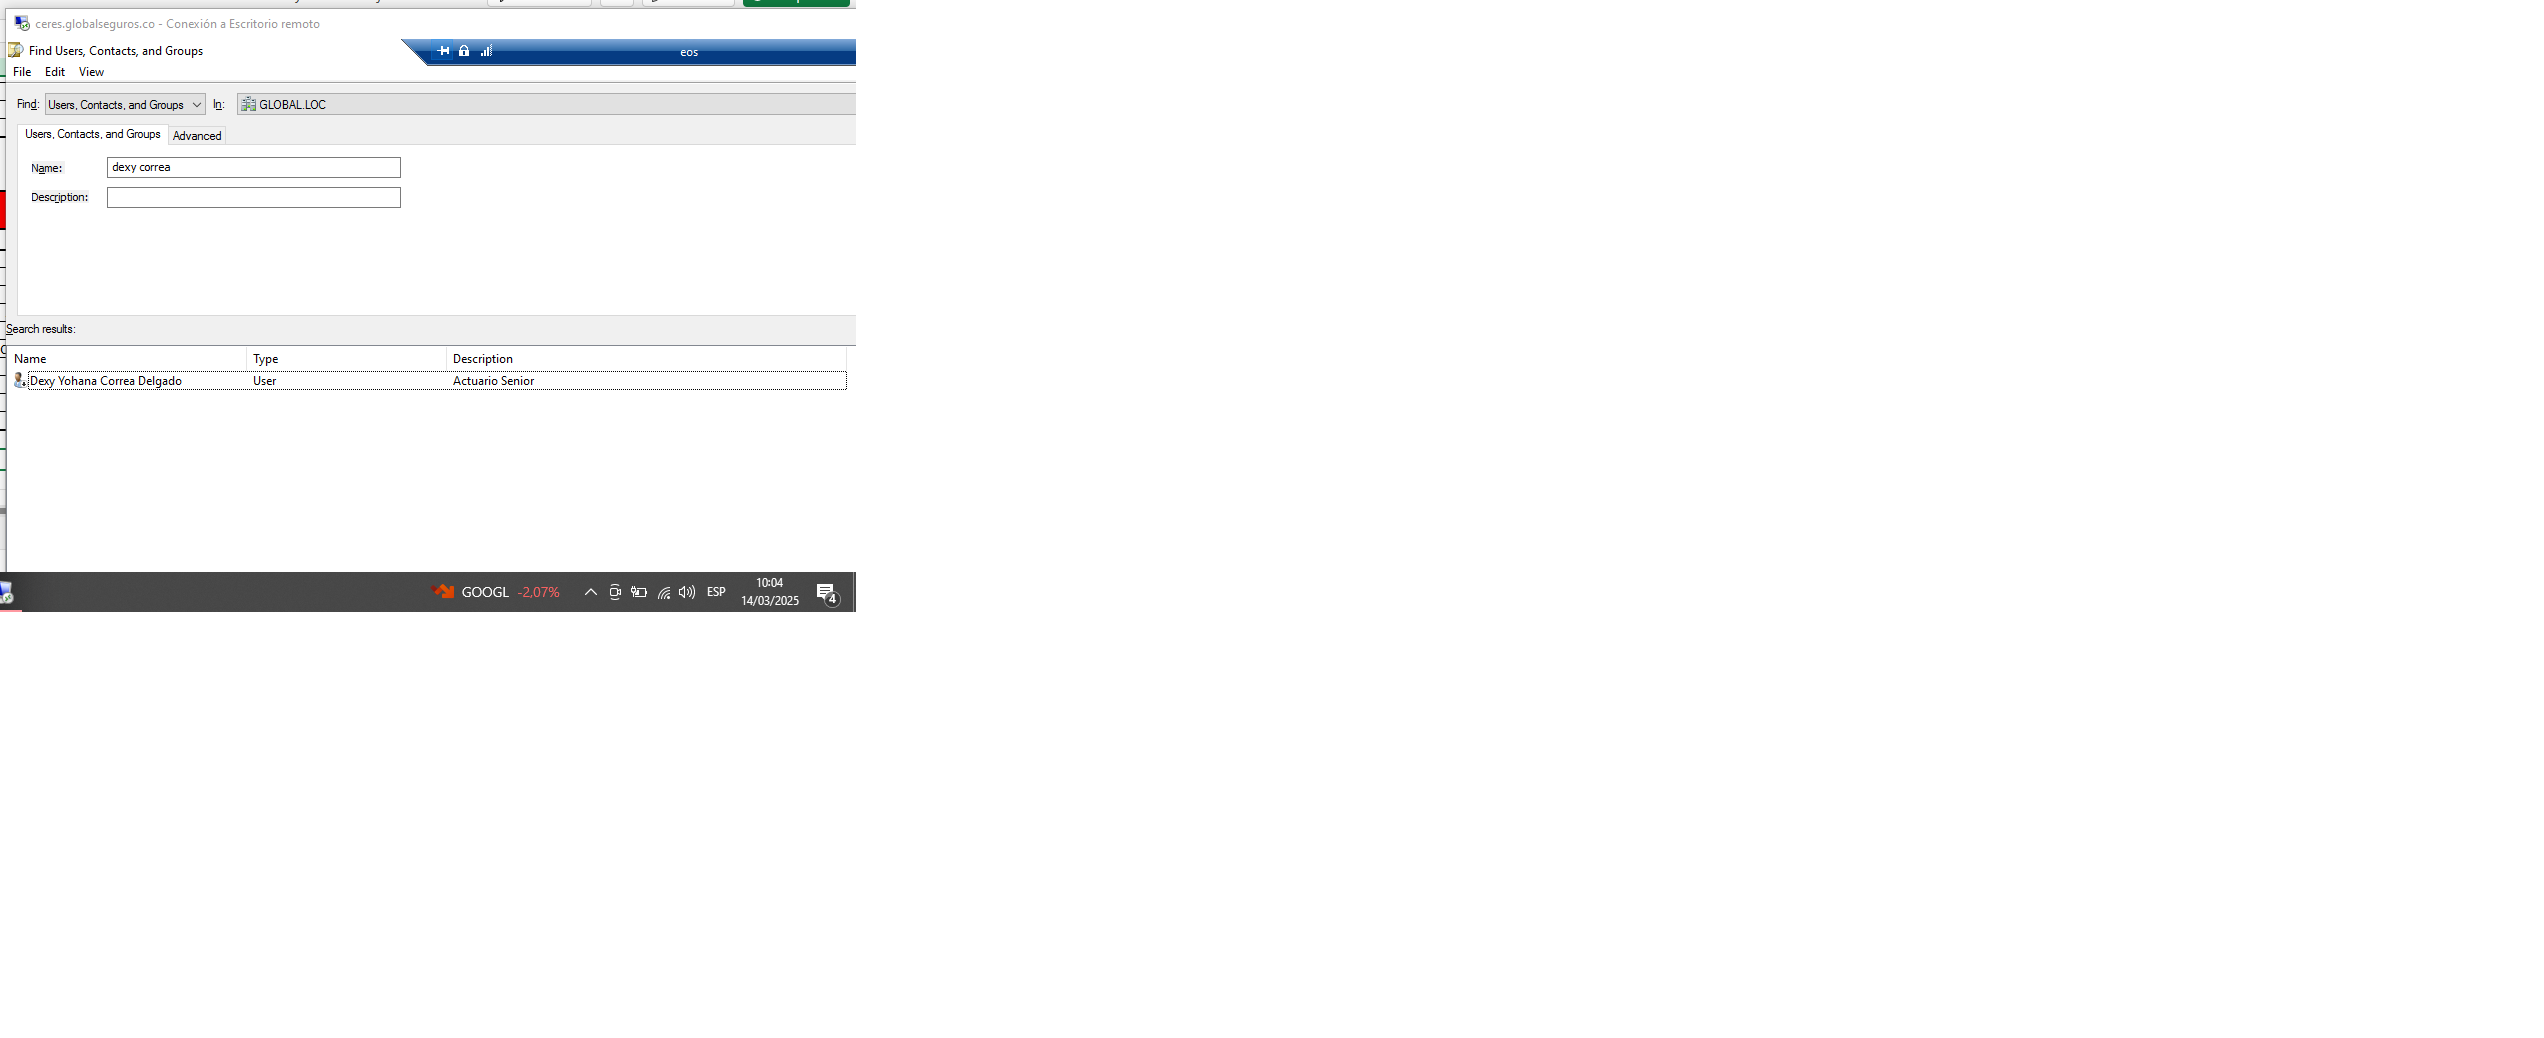 ceres.globalseguros.co - Conexión a Escritorio remoto
Find Users, Contacts, and Groups
eos
File Edit View
Find: Users, Contacts, and Groups In: GLOBAL.LOC
Users, Contacts, and Groups Advanced
Name: dexy correa
Description:
Search results:
Name Type Description
Dexy Yohana Correa Delgado User Actuario Senior
GOOGL -2,07% ESP 10:04
14/03/2025
4